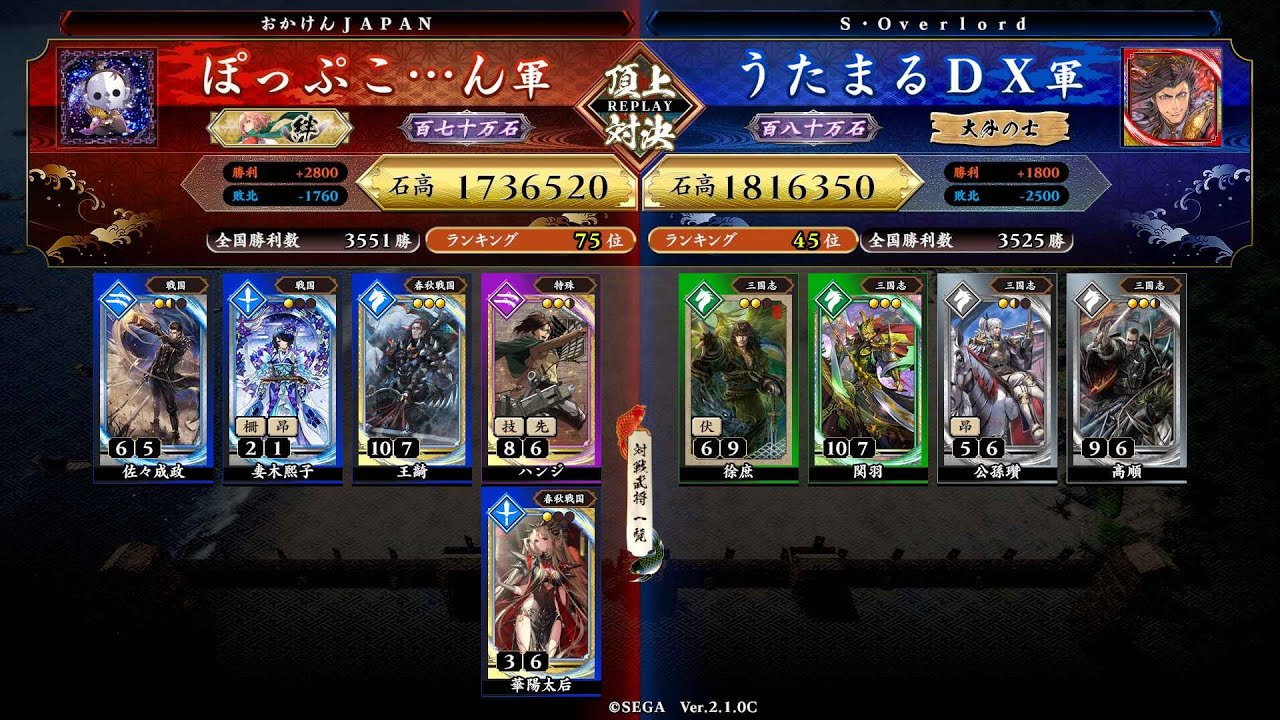 おかけんJAPAN
S・Overlord
ぽっぷこ…ん軍
うたまるDX軍
頂上
REPLAY
対決
絆
百七十万石
百八十万石
大外の士
勝利 +2800
敗北 -1760
石高 1736520
石高 1816350
勝利 +1800
敗北 -2500
全国勝利数 3551勝
ランキング 75位
ランキング 45位
全国勝利数 3525勝
戦国
6 5
佐々成政
戦国
柵 昂
2 1
妻木煕子
春秋戦国
10 7
王齮
特殊
技 先
8 6
ハンジ
三国志
伏
6 9
徐庶
三国志
10 7
関羽
三国志
昂
5 6
公孫瓚
三国志
9 6
高順
対戦武将一覧
春秋戦国
3 6
華陽太后
©SEGA Ver.2.1.0C